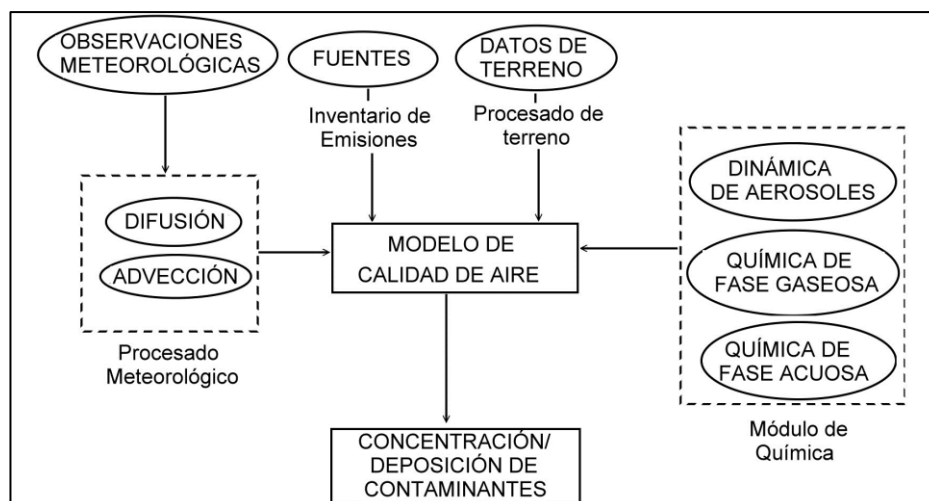 OBSERVACIONES
METEOROLÓGICAS
FUENTES
DATOS DE
TERRENO
Inventario de
Emisiones
Procesado de
terreno
DIFUSIÓN
ADVECCIÓN
Procesado
Meteorológico
MODELO DE
CALIDAD DE AIRE
DINÁMICA
DE AEROSOLES
QUÍMICA DE
FASE GASEOSA
QUÍMICA DE
FASE ACUOSA
Módulo de
Química
CONCENTRACIÓN/
DEPOSICIÓN DE
CONTAMINANTES